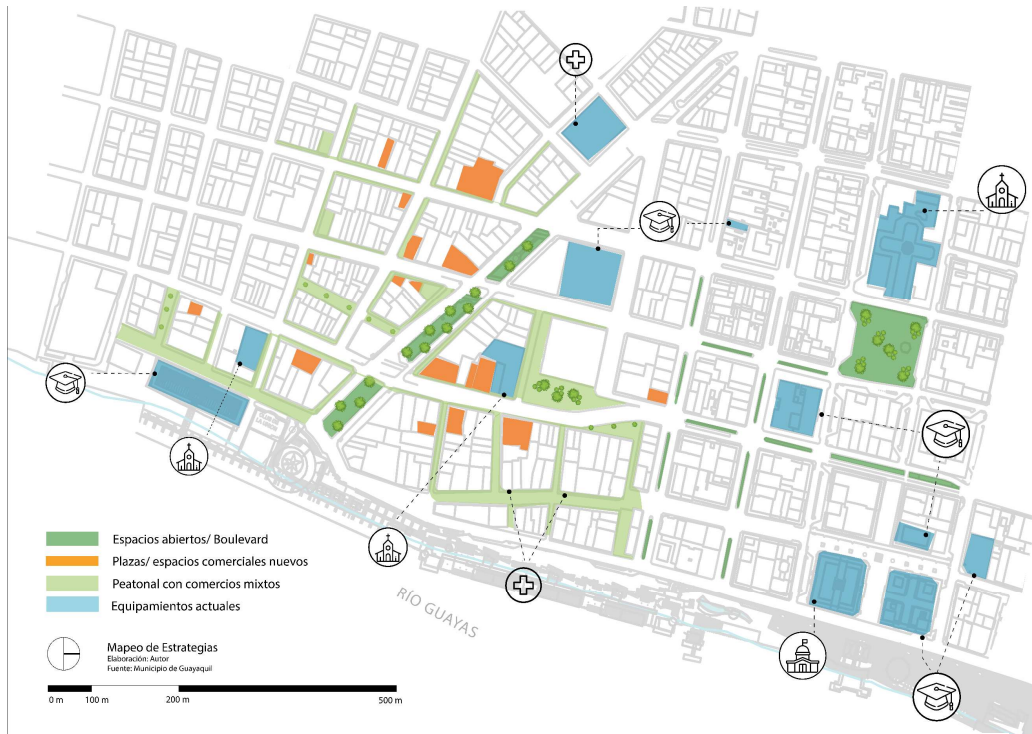 Espacios abiertos/ Boulevard
Plazas/ espacios comerciales nuevos
Peatonal con comercios mixtos
Equipamientos actuales
RÍO GUAYAS
Mapeo de Estrategias
Elaboración: Autor
Fuente: Municipio de Guayaquil
0 m 100 m 200 m 500 m